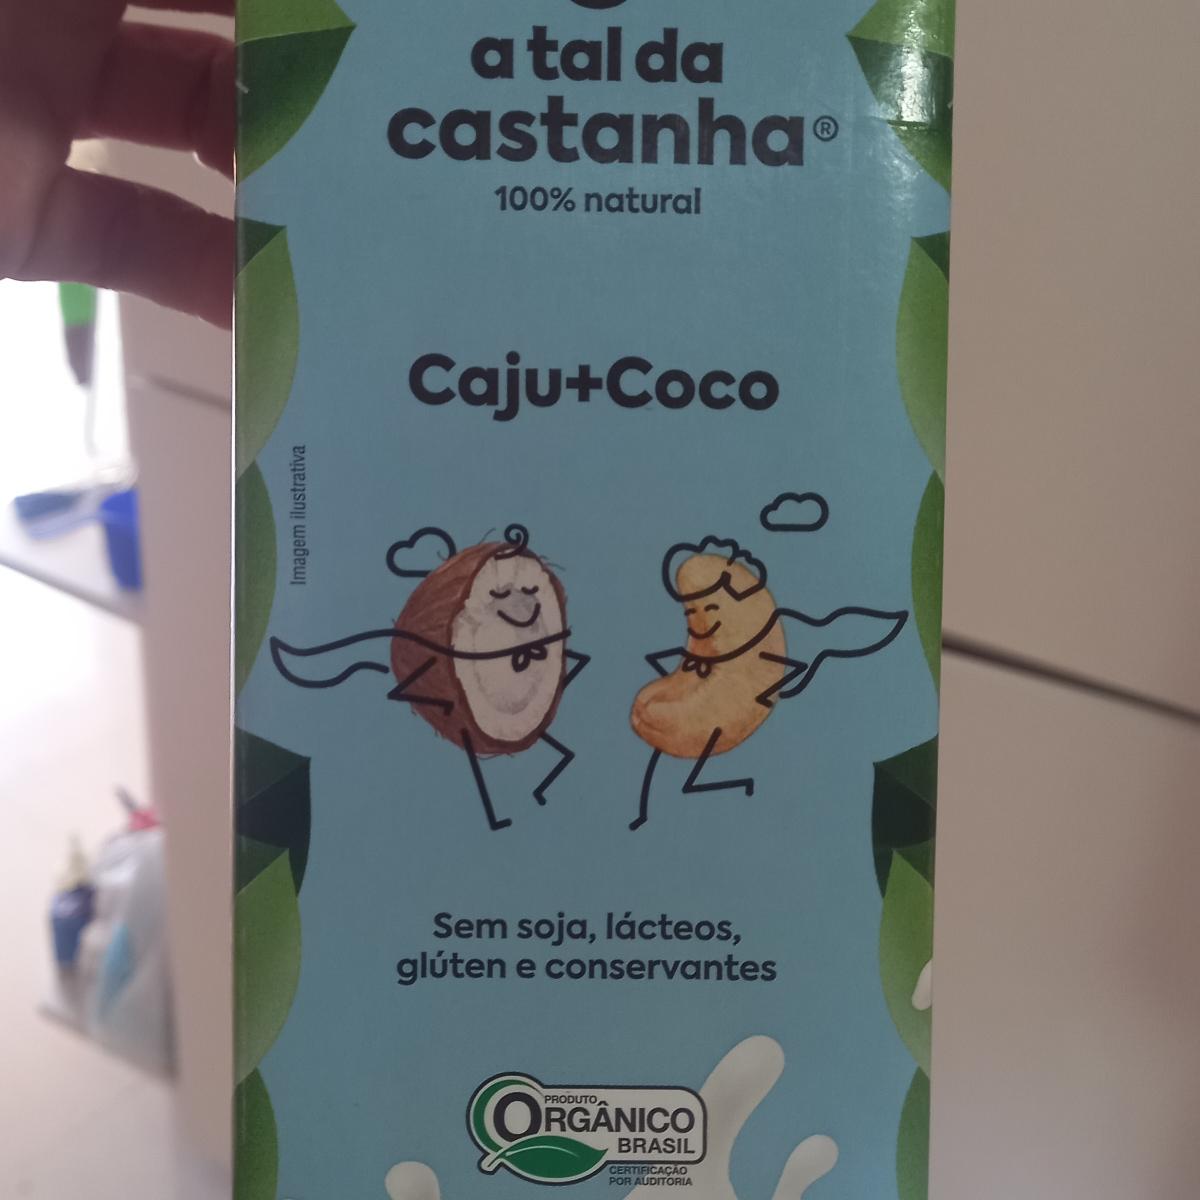 a tal da
castanha®
100% natural
Caju+Coco
Imagem ilustrativa
Sem soja, lácteos,
glúten e conservantes
PRODUTO
ORGÂNICO
BRASIL
CERTIFICAÇÃO
POR AUDITORIA